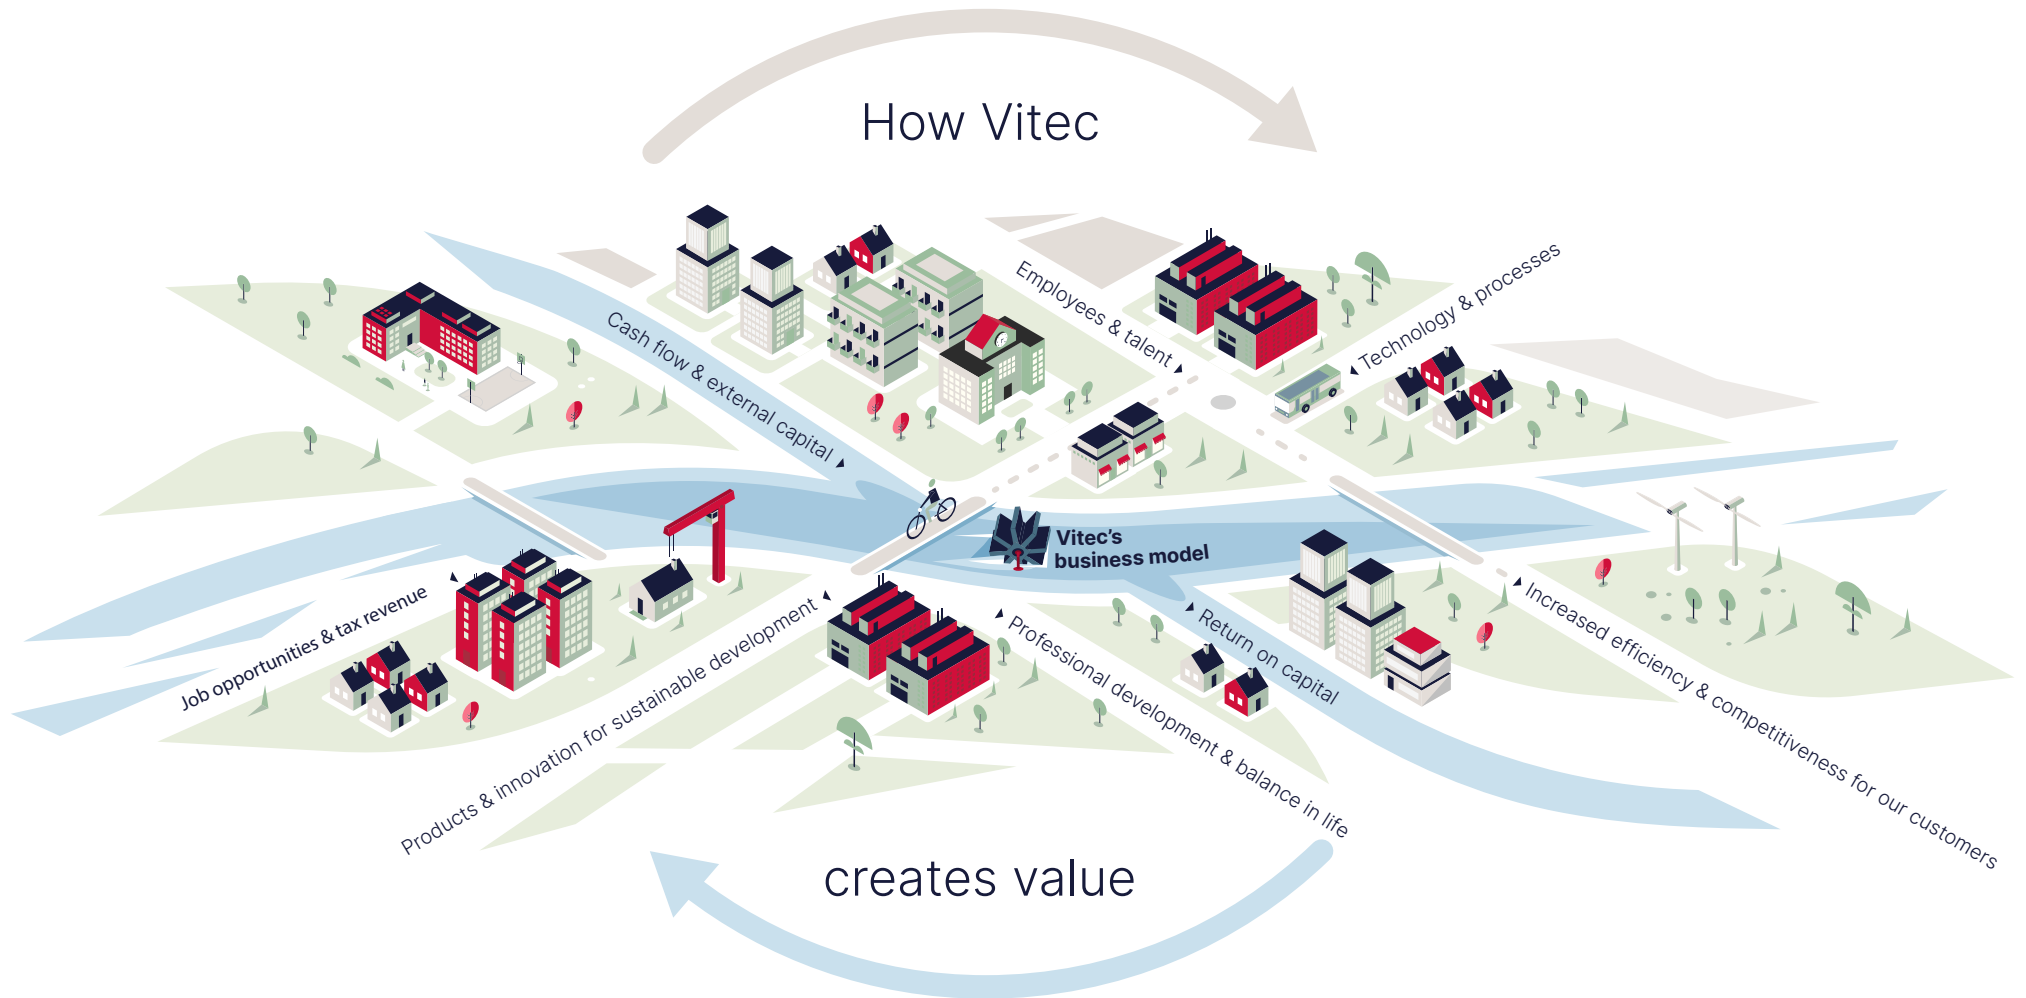 How Vitec
Employees & talent
Technology & processes
Cash flow & external capital
Vitec's
business model
Job opportunities & tax revenue
Products & innovation for sustainable development
Professional development & balance in life
Return on capital
Increased efficiency & competitiveness for our customers
creates value